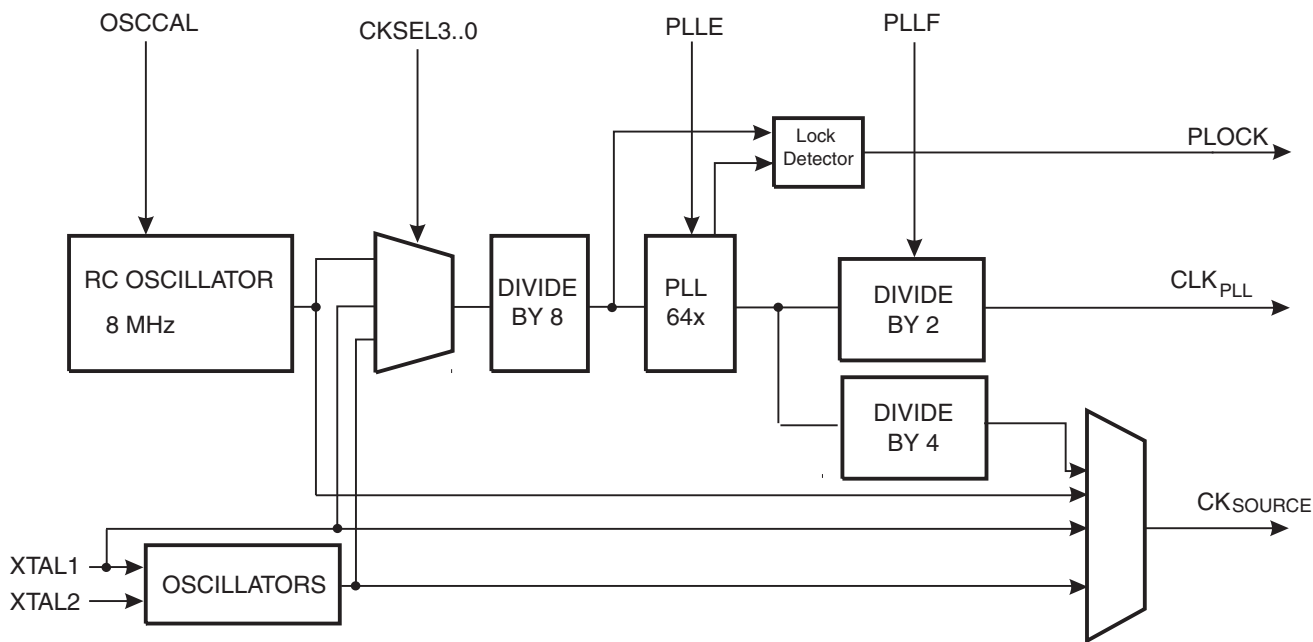 OSCCAL
CKSEL3..0
PLLE
PLLF
Lock
Detector
PLOCK
RC OSCILLATOR
8 MHz
DIVIDE
BY 8
PLL
64x
DIVIDE
BY 2
CLKPLL
DIVIDE
BY 4
CKSOURCE
XTAL1
XTAL2
OSCILLATORS